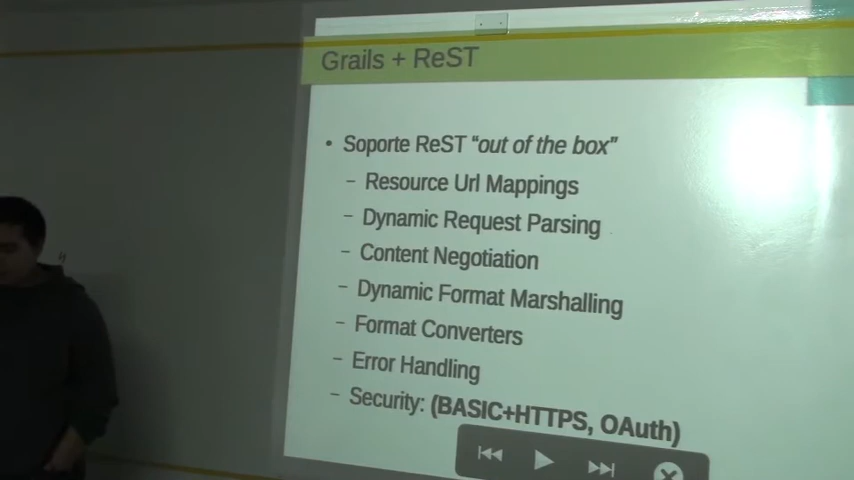 Grails + ReST
• Soporte ReST “out of the box”
– Resource Url Mappings
– Dynamic Request Parsing
– Content Negotiation
– Dynamic Format Marshalling
– Format Converters
– Error Handling
– Security: (BASIC+HTTPS, OAuth)